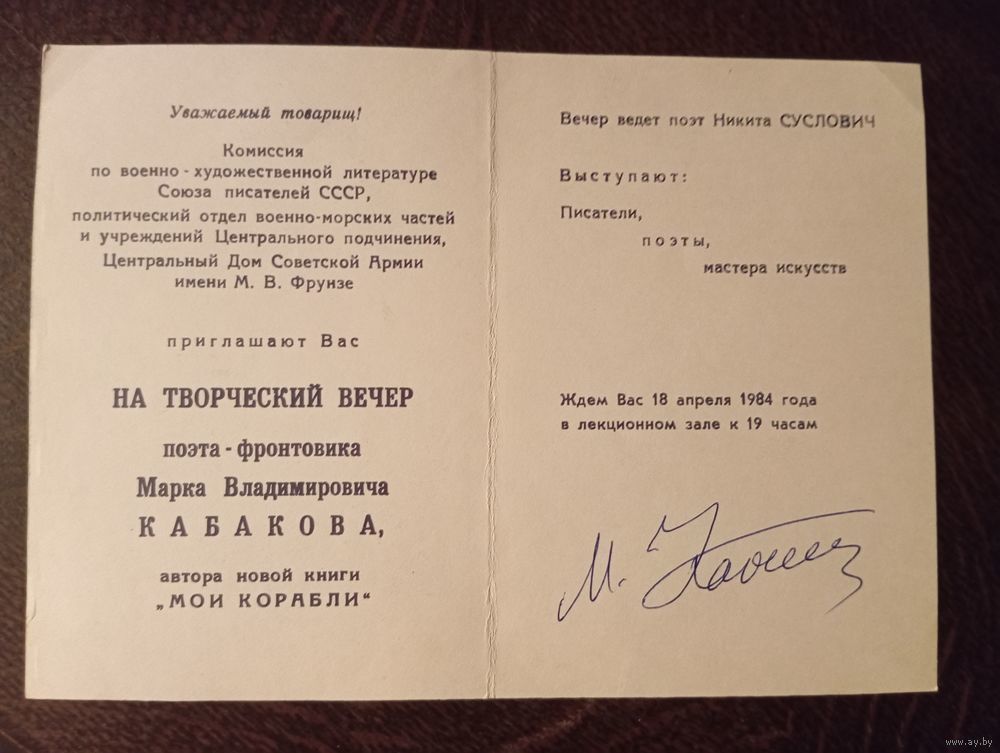 Уважаемый товарищ!
Комиссия
по военно-художественной литературе
Союза писателей СССР,
политический отдел военно-морских частей
и учреждений Центрального подчинения,
Центральный Дом Советской Армии
имени М. В. Фрунзе
приглашают Вас
НА ТВОРЧЕСКИЙ ВЕЧЕР
поэта-фронтовика
Марка Владимировича
КАБАКОВА,
автора новой книги
„МОИ КОРАБЛИ“
Вечер ведет поэт Никита СУСЛОВИЧ
Выступают:
Писатели,
поэты,
мастера искусств
Ждем Вас 18 апреля 1984 года
в лекционном зале к 19 часам
М.
www.ay.by